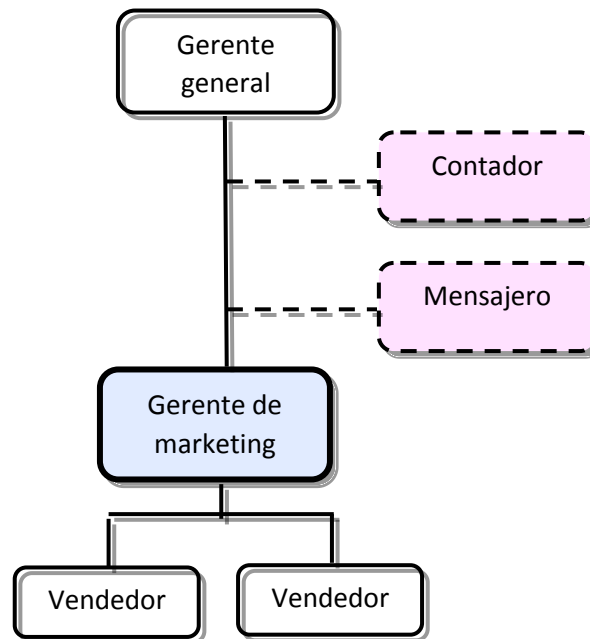 Gerente
general
Contador
Mensajero
Gerente de
marketing
Vendedor
Vendedor